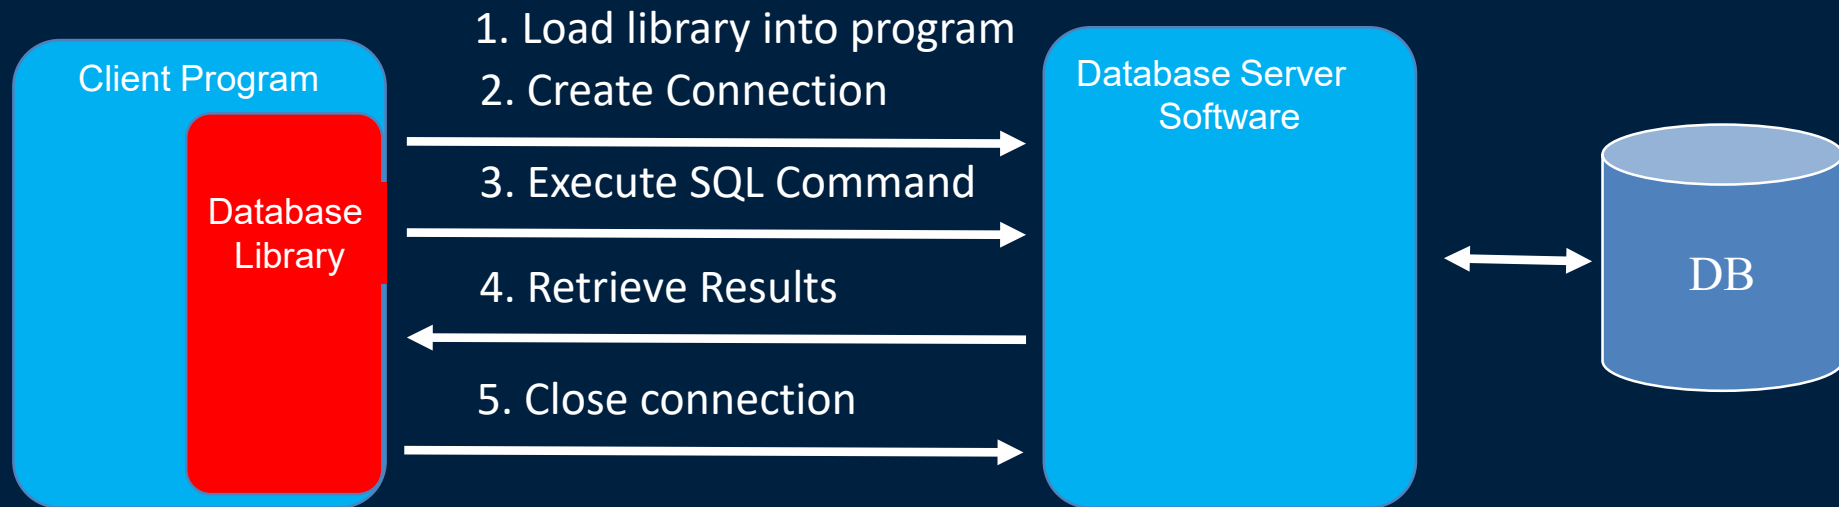 Client Program
Database
Library
1. Load library into program
2. Create Connection
3. Execute SQL Command
4. Retrieve Results
5. Close connection
Database Server
Software
DB